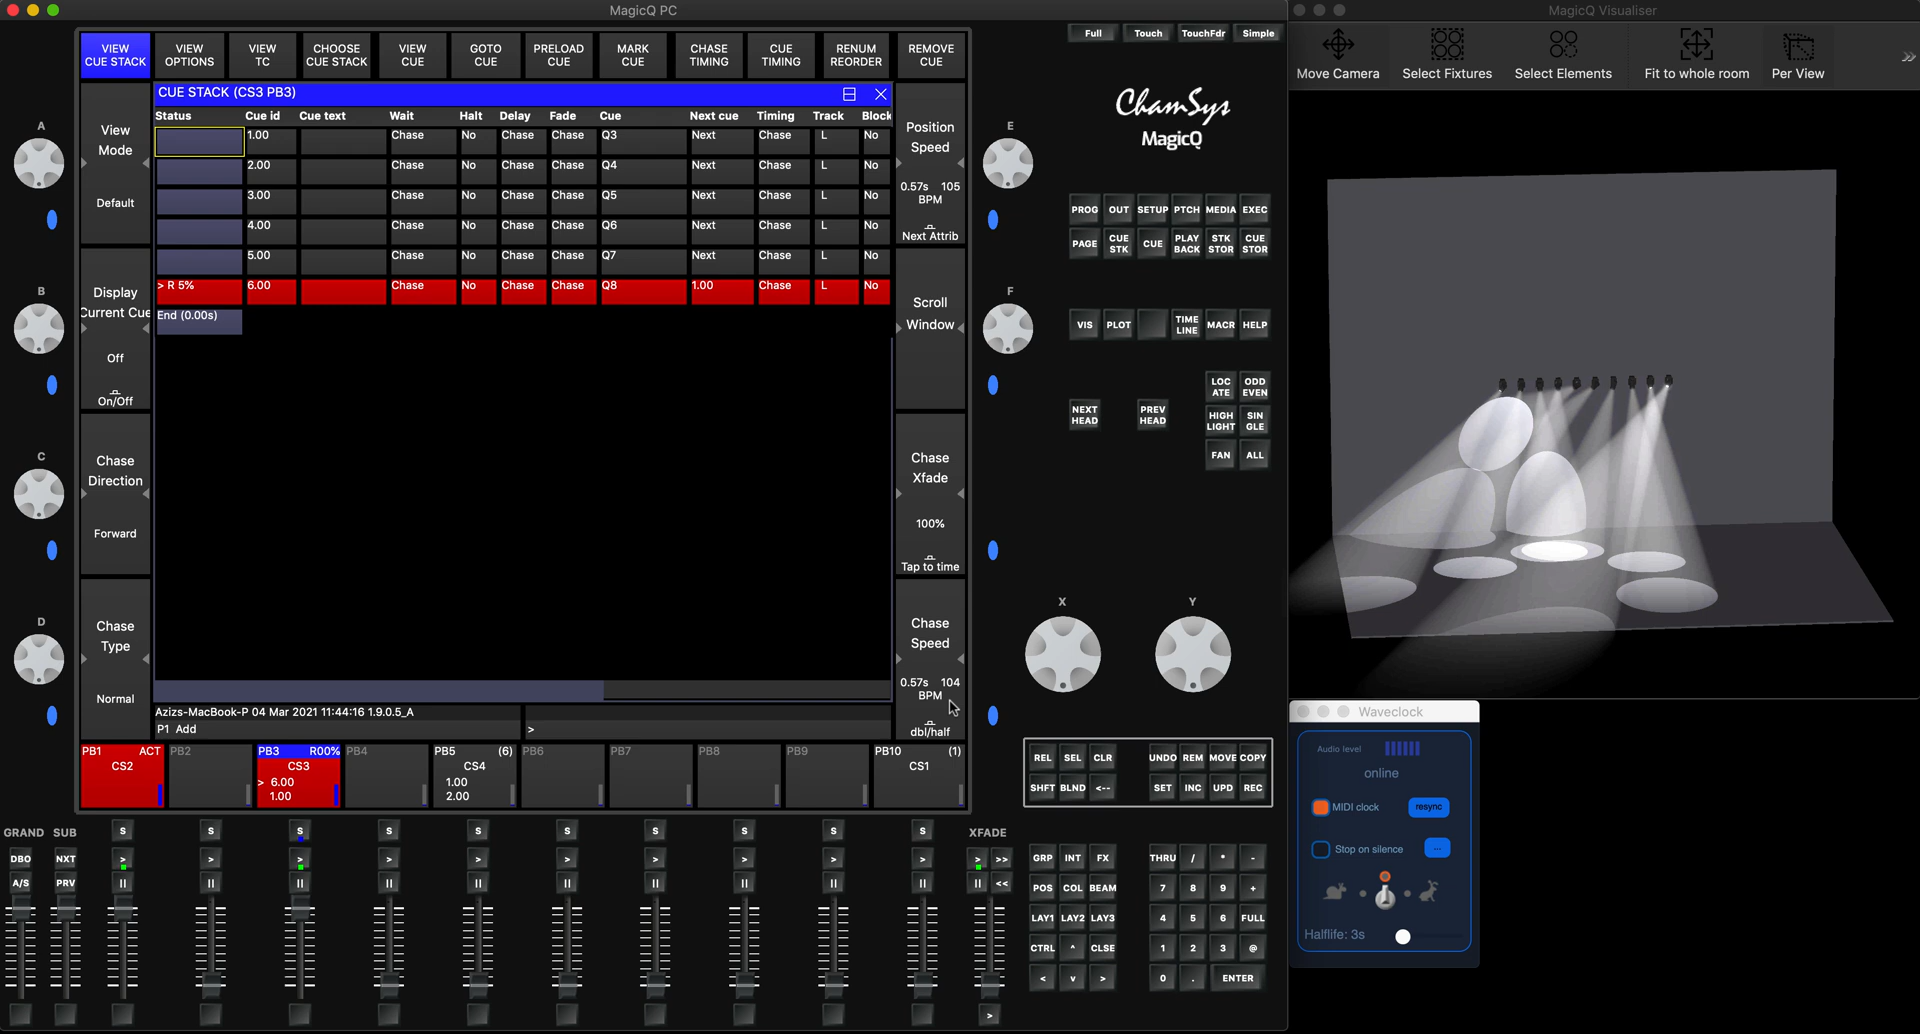 MagicQ PC
MagicQ Visualiser
VIEW CUE STACK
VIEW OPTIONS
VIEW TC
CHOOSE CUE STACK
VIEW CUE
GOTO CUE
PRELOAD CUE
MARK CUE
CHASE TIMING
CUE TIMING
RENUM REORDER
REMOVE CUE
Full Touch TouchFdr Simple
Move Camera
Select Fixtures
Select Elements
Fit to whole room
Per View
»
CUE STACK (CS3 PB3)
Status Cue id Cue text Wait Halt Delay Fade Cue Next cue Timing Track Block
1.00 Chase No Chase Chase Q3 Next Chase L No
2.00 Chase No Chase Chase Q4 Next Chase L No
3.00 Chase No Chase Chase Q5 Next Chase L No
4.00 Chase No Chase Chase Q6 Next Chase L No
5.00 Chase No Chase Chase Q7 Next Chase L No
> R 5% 6.00 Chase No Chase Chase Q8 1.00 Chase L No
End (0.00s)
A
View
Mode
Default
B
Display
Current Cue
Off
On/Off
C
Chase
Direction
Forward
D
Chase
Type
Normal
Position
Speed
0.57s 105
BPM
Next Attrib
Scroll
Window
Chase
Xfade
100%
Tap to time
Chase
Speed
0.57s 104
BPM
dbl/half
E
F
X
Y
ChamSys
MagicQ
PROG OUT SETUP PTCH MEDIA EXEC
PAGE CUE STK CUE PLAY BACK STK STOR CUE STOR
VIS PLOT TIME LINE MACR HELP
LOC ATE ODD EVEN
NEXT HEAD PREV HEAD HIGH LIGHT SIN GLE
FAN ALL
Azizs-MacBook-P 04 Mar 2021 11:44:16 1.9.0.5_A
P1 Add
>
PB1 ACT
CS2
PB2
PB3 R00%
CS3
> 6.00
1.00
PB4
PB5 (6)
CS4
1.00
2.00
PB6
PB7
PB8
PB9
PB10 (1)
CS1
REL SEL CLR UNDO REM MOVE COPY
SHFT BLND <-- SET INC UPD REC
GRAND SUB
XFADE
S S S S S S S S S S
DBO NXT > > > > > > > > > > > >>
A/S PRV II II II II II II II II II II II <<
>
GRP INT FX THRU / * -
POS COL BEAM 7 8 9 +
LAY1 LAY2 LAY3 4 5 6 FULL
CTRL ^ CLSE 1 2 3 @
< v > 0 . ENTER
Waveclock
Audio level
online
MIDI clock resync
Stop on silence ...
Halflife: 3s